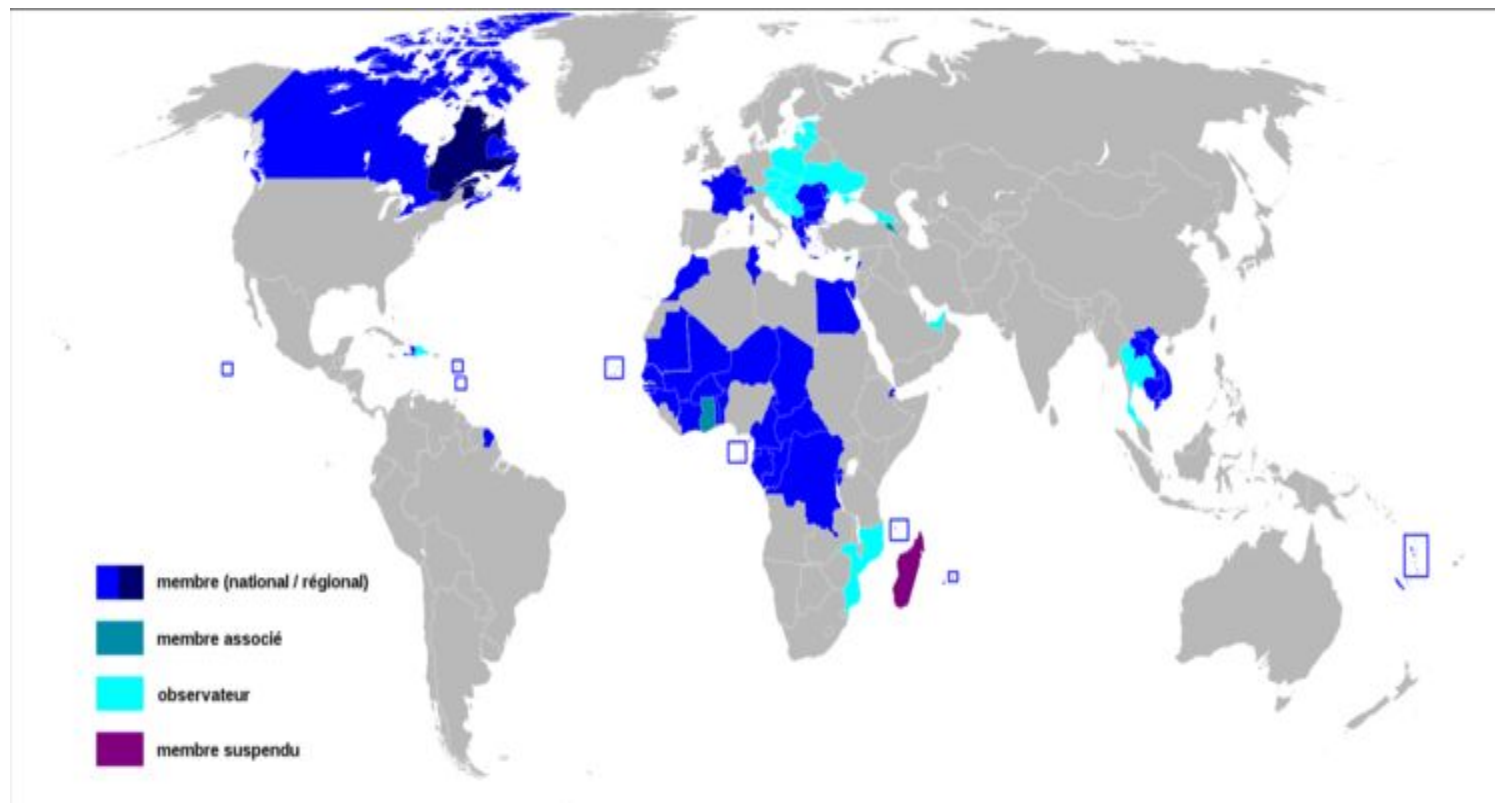 membre (national / régional)
membre associé
observateur
membre suspendu